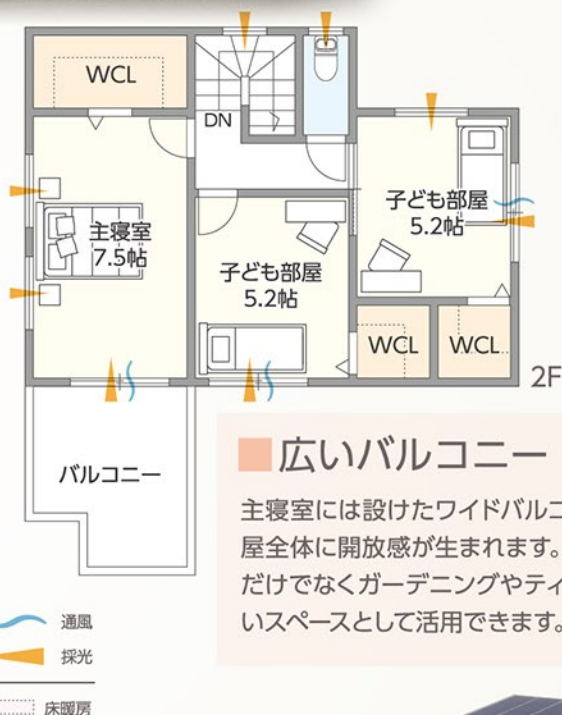 WCL
DN
主寝室
7.5帖
子ども部屋
5.2帖
子ども部屋
5.2帖
WCL
WCL
2F
バルコニー
■広いバルコニー
主寝室には設けたワイドバルコ
屋全体に開放感が生まれます。
だけでなくガーデニングやティ
いスペースとして活用できます。
通風
採光
床暖房